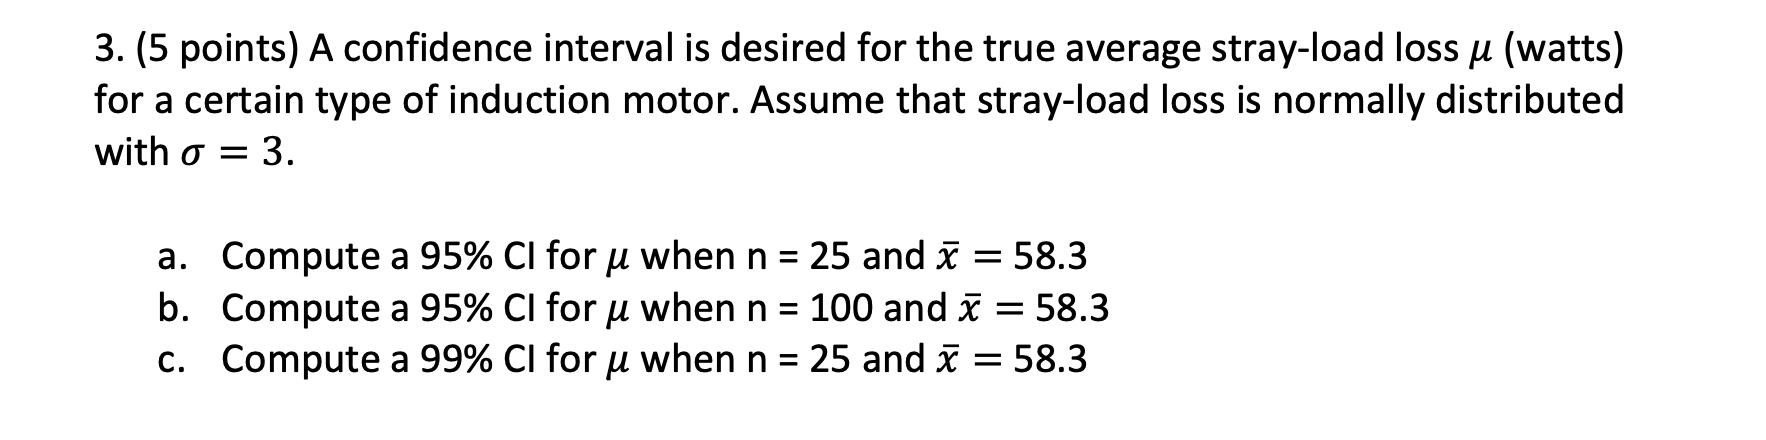 3. (5 points) A confidence interval is desired for the true average stray-load loss μ (watts)
for a certain type of induction motor. Assume that stray-load loss is normally distributed
with σ = 3.
a. Compute a 95% CI for μ when n = 25 and x̄ = 58.3
b. Compute a 95% CI for μ when n = 100 and x̄ = 58.3
c. Compute a 99% CI for μ when n = 25 and x̄ = 58.3